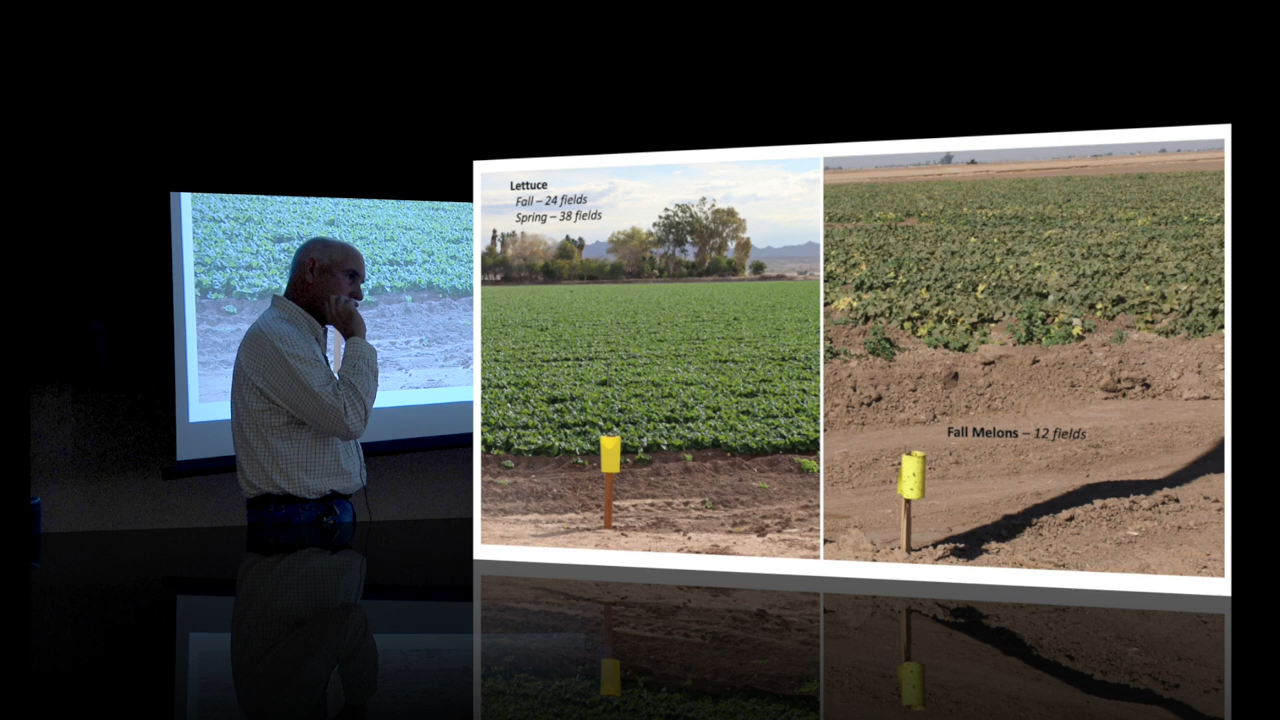 Lettuce
Fall – 24 fields
Spring – 38 fields
Fall Melons – 12 fields